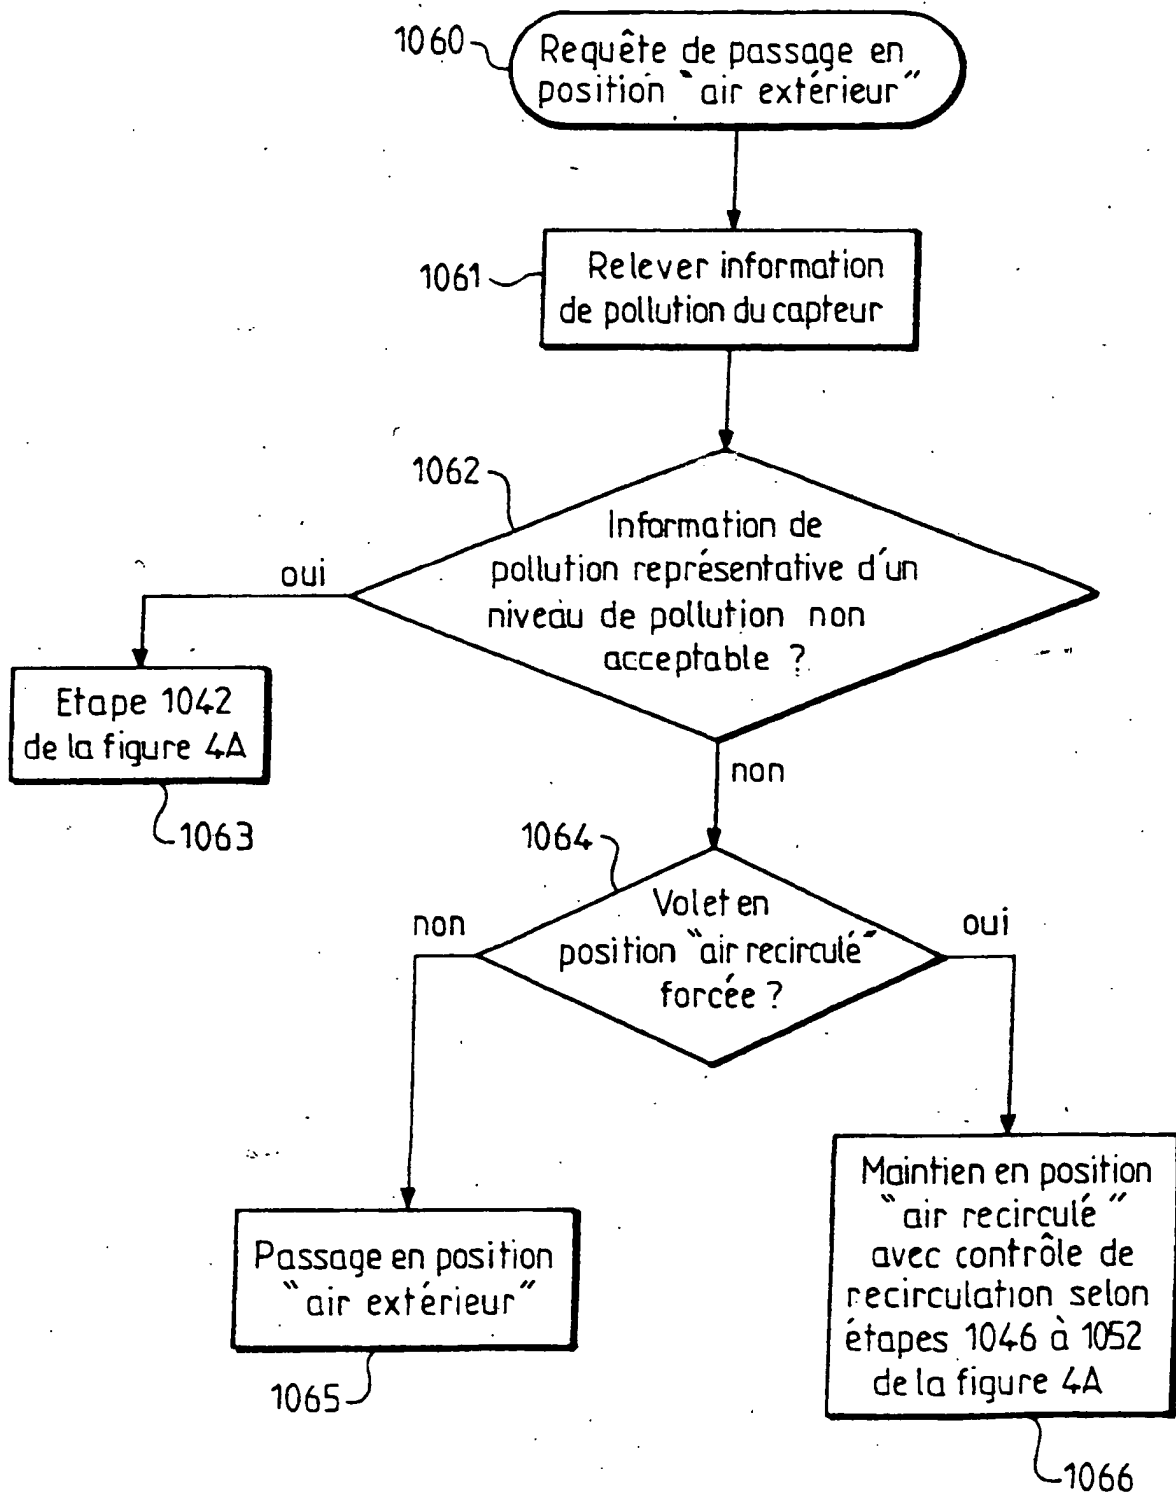 1060
Requête de passage en
position "air extérieur"
1061
Relever information
de pollution du capteur
1062
Information de
pollution représentative d'un
niveau de pollution non
acceptable ?
oui
Etape 1042
de la figure 4A
1063
non
1064
Volet en
position "air recirculé"
forcée ?
non
oui
Passage en position
"air extérieur"
1065
Maintien en position
"air recirculé"
avec contrôle de
recirculation selon
étapes 1046 à 1052
de la figure 4A
1066